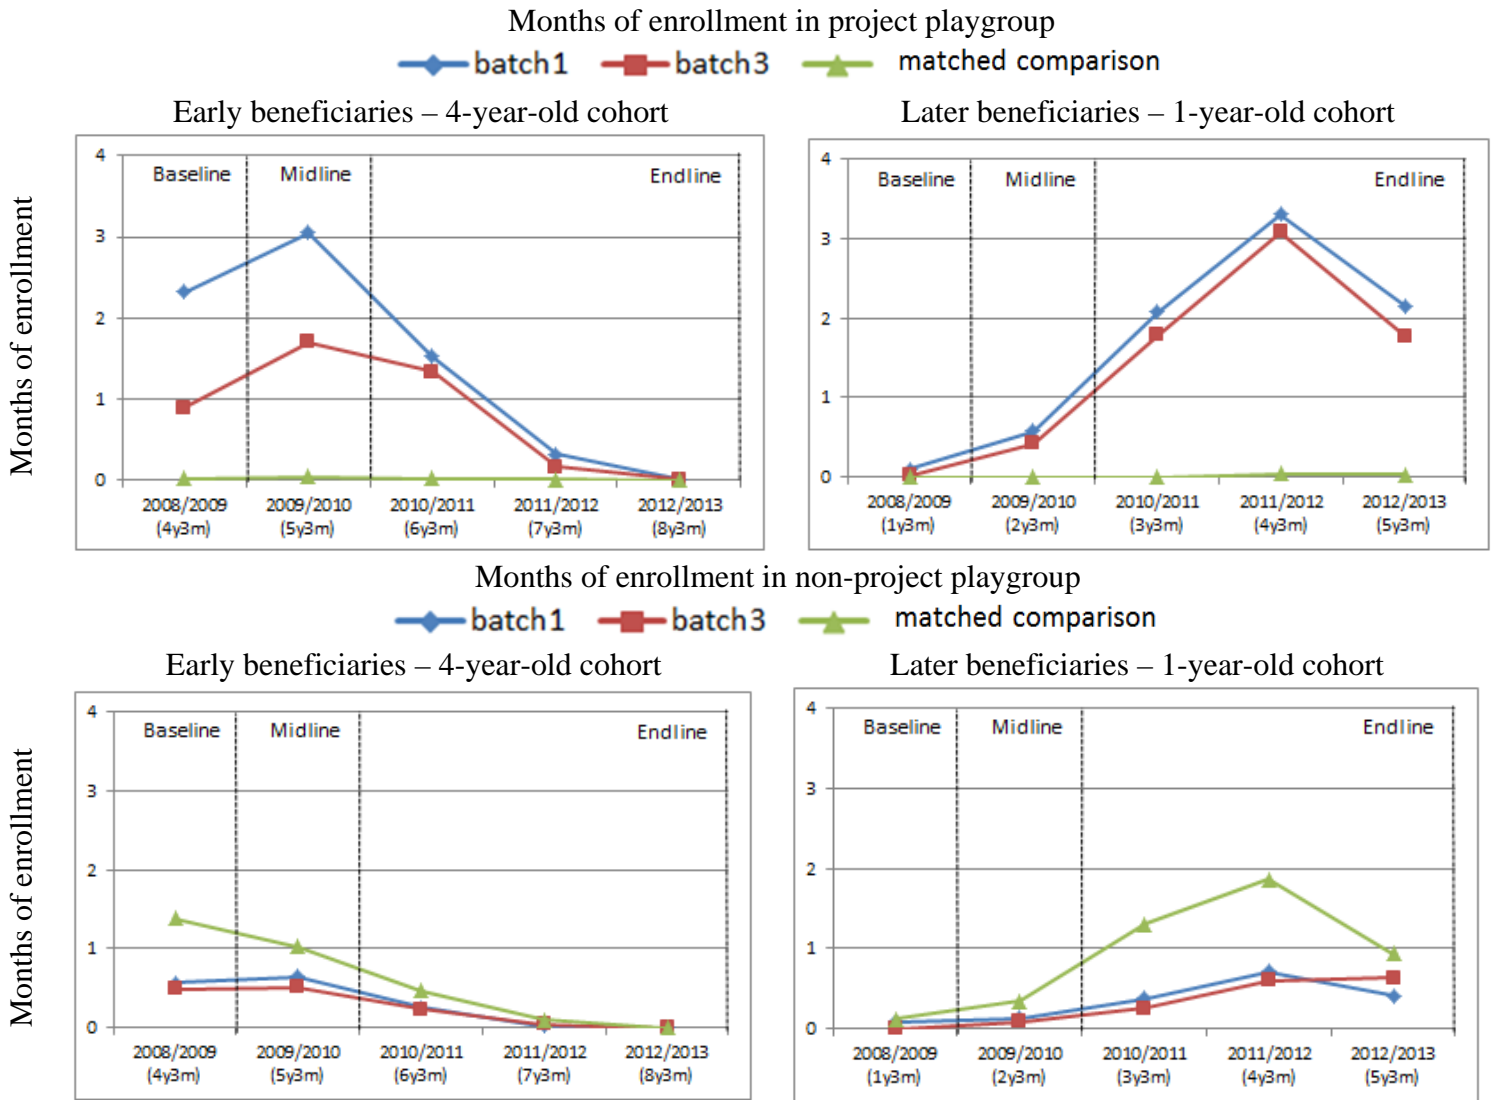 Months of enrollment in project playgroup
batch1 batch3 matched comparison
Early beneficiaries – 4-year-old cohort
Months of enrollment
4
3
2
1
0
Baseline Midline Endline
2008/2009 2009/2010 2010/2011 2011/2012 2012/2013
(4y3m) (5y3m) (6y3m) (7y3m) (8y3m)
Later beneficiaries – 1-year-old cohort
4
3
2
1
0
Baseline Midline Endline
2008/2009 2009/2010 2010/2011 2011/2012 2012/2013
(1y3m) (2y3m) (3y3m) (4y3m) (5y3m)
Months of enrollment in non-project playgroup
batch1 batch3 matched comparison
Early beneficiaries – 4-year-old cohort
Months of enrollment
4
3
2
1
0
Baseline Midline Endline
2008/2009 2009/2010 2010/2011 2011/2012 2012/2013
(4y3m) (5y3m) (6y3m) (7y3m) (8y3m)
Later beneficiaries – 1-year-old cohort
4
3
2
1
0
Baseline Midline Endline
2008/2009 2009/2010 2010/2011 2011/2012 2012/2013
(1y3m) (2y3m) (3y3m) (4y3m) (5y3m)